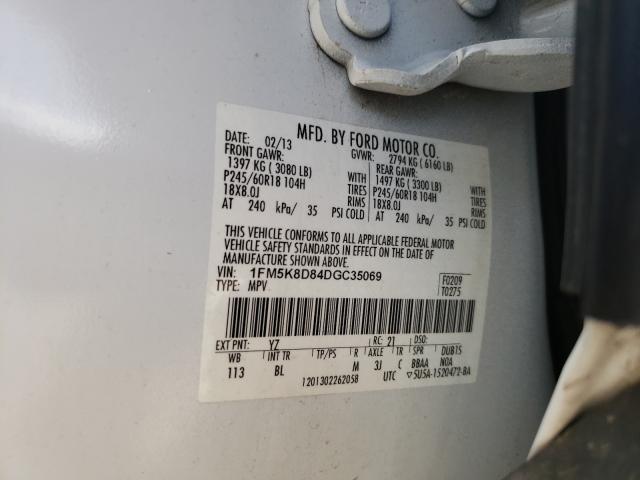 MFD. BY FORD MOTOR CO.
DATE: 02/13 GVWR: 2794 KG ( 6160 LB)
FRONT GAWR: REAR GAWR:
1397 KG ( 3080 LB) WITH 1497 KG ( 3300 LB) WITH
P245/60R18 104H TIRES P245/60R18 104H TIRES
18X8.0J RIMS 18X8.0J RIMS
AT 240 kPa/ 35 PSI COLD AT 240 kPa/ 35 PSI COLD
THIS VEHICLE CONFORMS TO ALL APPLICABLE FEDERAL MOTOR
VEHICLE SAFETY STANDARDS IN EFFECT ON THE DATE OF
MANUFACTURE SHOWN ABOVE.
VIN: 1FM5K8D84DGC35069 F0209
TYPE: MPV T0275
EXT PNT: YZ RC: 21 DSO:
WB INT TR TP/PS R AXLE TR SPR DUB15
113 BL M 3J C BBAA NOA
1201302262058 UTC ▽5U5A-1520472-BA